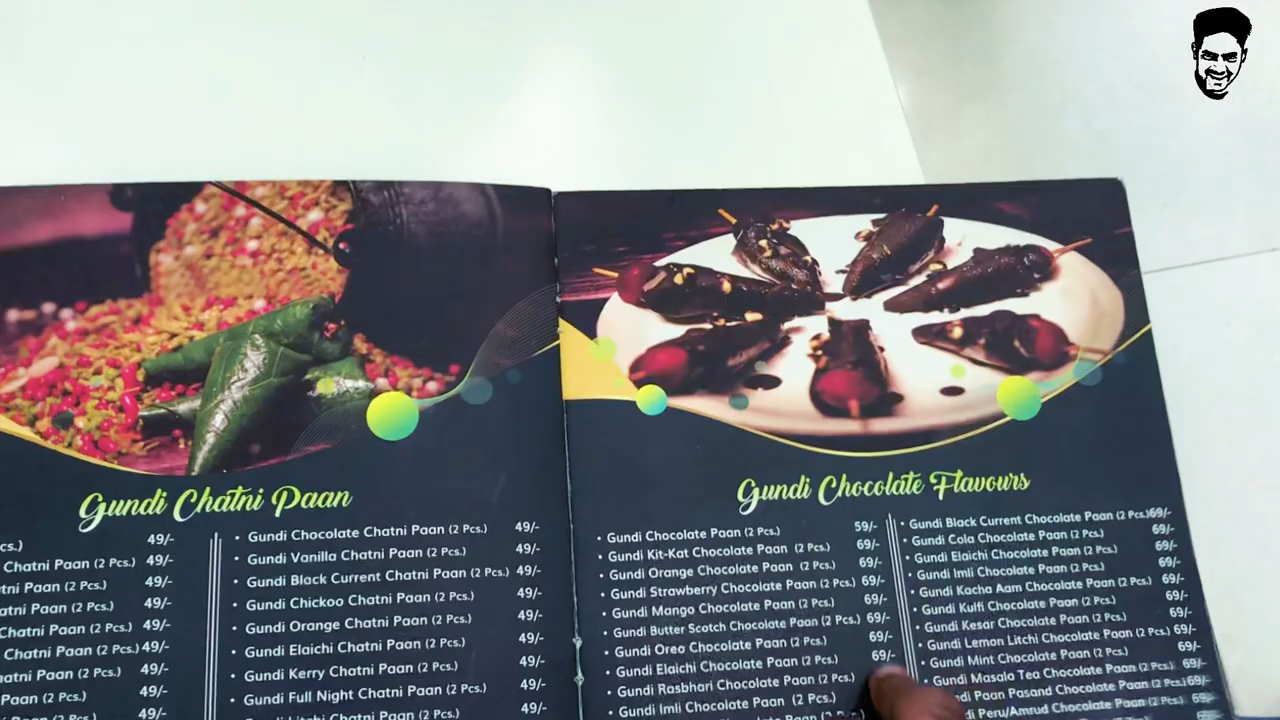 Gundi Chatni Paan
cs.) 49/-
Chatni Paan (2 Pcs.) 49/-
atni Paan (2 Pcs.) 49/-
atni Paan (2 Pcs.) 49/-
Chatni Paan (2 Pcs.) 49/-
Chatni Paan (2 Pcs.) 49/-
atni Paan (2 Pcs.) 49/-
Paan (2 Pcs.) 49/-
49/-
• Gundi Chocolate Chatni Paan (2 Pcs.) 49/-
• Gundi Vanilla Chatni Paan (2 Pcs.) 49/-
• Gundi Black Current Chatni Paan (2 Pcs.) 49/-
• Gundi Chickoo Chatni Paan (2 Pcs.) 49/-
• Gundi Orange Chatni Paan (2 Pcs.) 49/-
• Gundi Elaichi Chatni Paan (2 Pcs.) 49/-
• Gundi Kerry Chatni Paan (2 Pcs.) 49/-
• Gundi Full Night Chatni Paan (2 Pcs.) 49/-
Gundi Litchi Chatni Paan (2 Pcs.) 49/-
Gundi Chocolate Flavours
• Gundi Chocolate Paan (2 Pcs.) 59/-
• Gundi Kit-Kat Chocolate Paan (2 Pcs.) 69/-
• Gundi Orange Chocolate Paan (2 Pcs.) 69/-
• Gundi Strawberry Chocolate Paan (2 Pcs.) 69/-
• Gundi Mango Chocolate Paan (2 Pcs.) 69/-
• Gundi Butter Scotch Chocolate Paan (2 Pcs.) 69/-
• Gundi Oreo Chocolate Paan (2 Pcs.) 69/-
• Gundi Elaichi Chocolate Paan (2 Pcs.) 69/-
• Gundi Rasbhari Chocolate Paan (2 Pcs.)
• Gundi Imli Chocolate Paan (2 Pcs.)
Chocolate Paan
• Gundi Black Current Chocolate Paan (2 Pcs.) 69/-
• Gundi Cola Chocolate Paan (2 Pcs.) 69/-
• Gundi Elaichi Chocolate Paan (2 Pcs.) 69/-
• Gundi Imli Chocolate Paan (2 Pcs.) 69/-
• Gundi Kacha Aam Chocolate Paan (2 Pcs.) 69/-
• Gundi Kulfi Chocolate Paan (2 Pcs.) 69/-
• Gundi Kesar Chocolate Paan (2 Pcs.) 69/-
• Gundi Lemon Litchi Chocolate Paan (2 Pcs.) 69/-
• Gundi Mint Chocolate Paan (2 Pcs.) 69/-
• Gundi Masala Tea Chocolate Paan (2 Pcs.) 69/-
di Paan Pasand Chocolate Paan (2 Pcs.) 69/-
di Peru/Amrud Chocolate Paan (2 Pcs.) 69